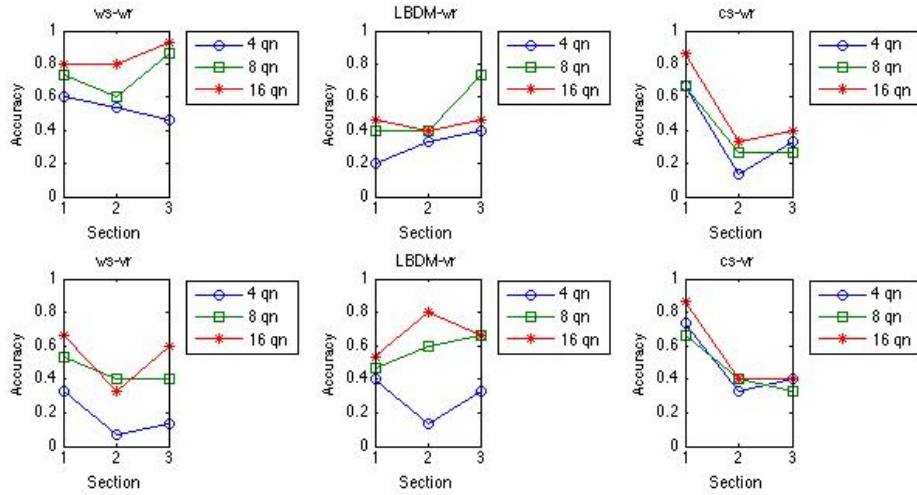 ws-wr
LBDM-wr
cs-wr
1
0.8
0.6
0.4
0.2
0
Accuracy
1 2 3
Section
4 qn
8 qn
16 qn
1
0.8
0.6
0.4
0.2
0
Accuracy
1 2 3
Section
4 qn
8 qn
16 qn
1
0.8
0.6
0.4
0.2
0
Accuracy
1 2 3
Section
4 qn
8 qn
16 qn
ws-vr
LBDM-vr
cs-vr
1
0.8
0.6
0.4
0.2
0
Accuracy
1 2 3
Section
4 qn
8 qn
16 qn
1
0.8
0.6
0.4
0.2
0
Accuracy
1 2 3
Section
4 qn
8 qn
16 qn
1
0.8
0.6
0.4
0.2
0
Accuracy
1 2 3
Section
4 qn
8 qn
16 qn